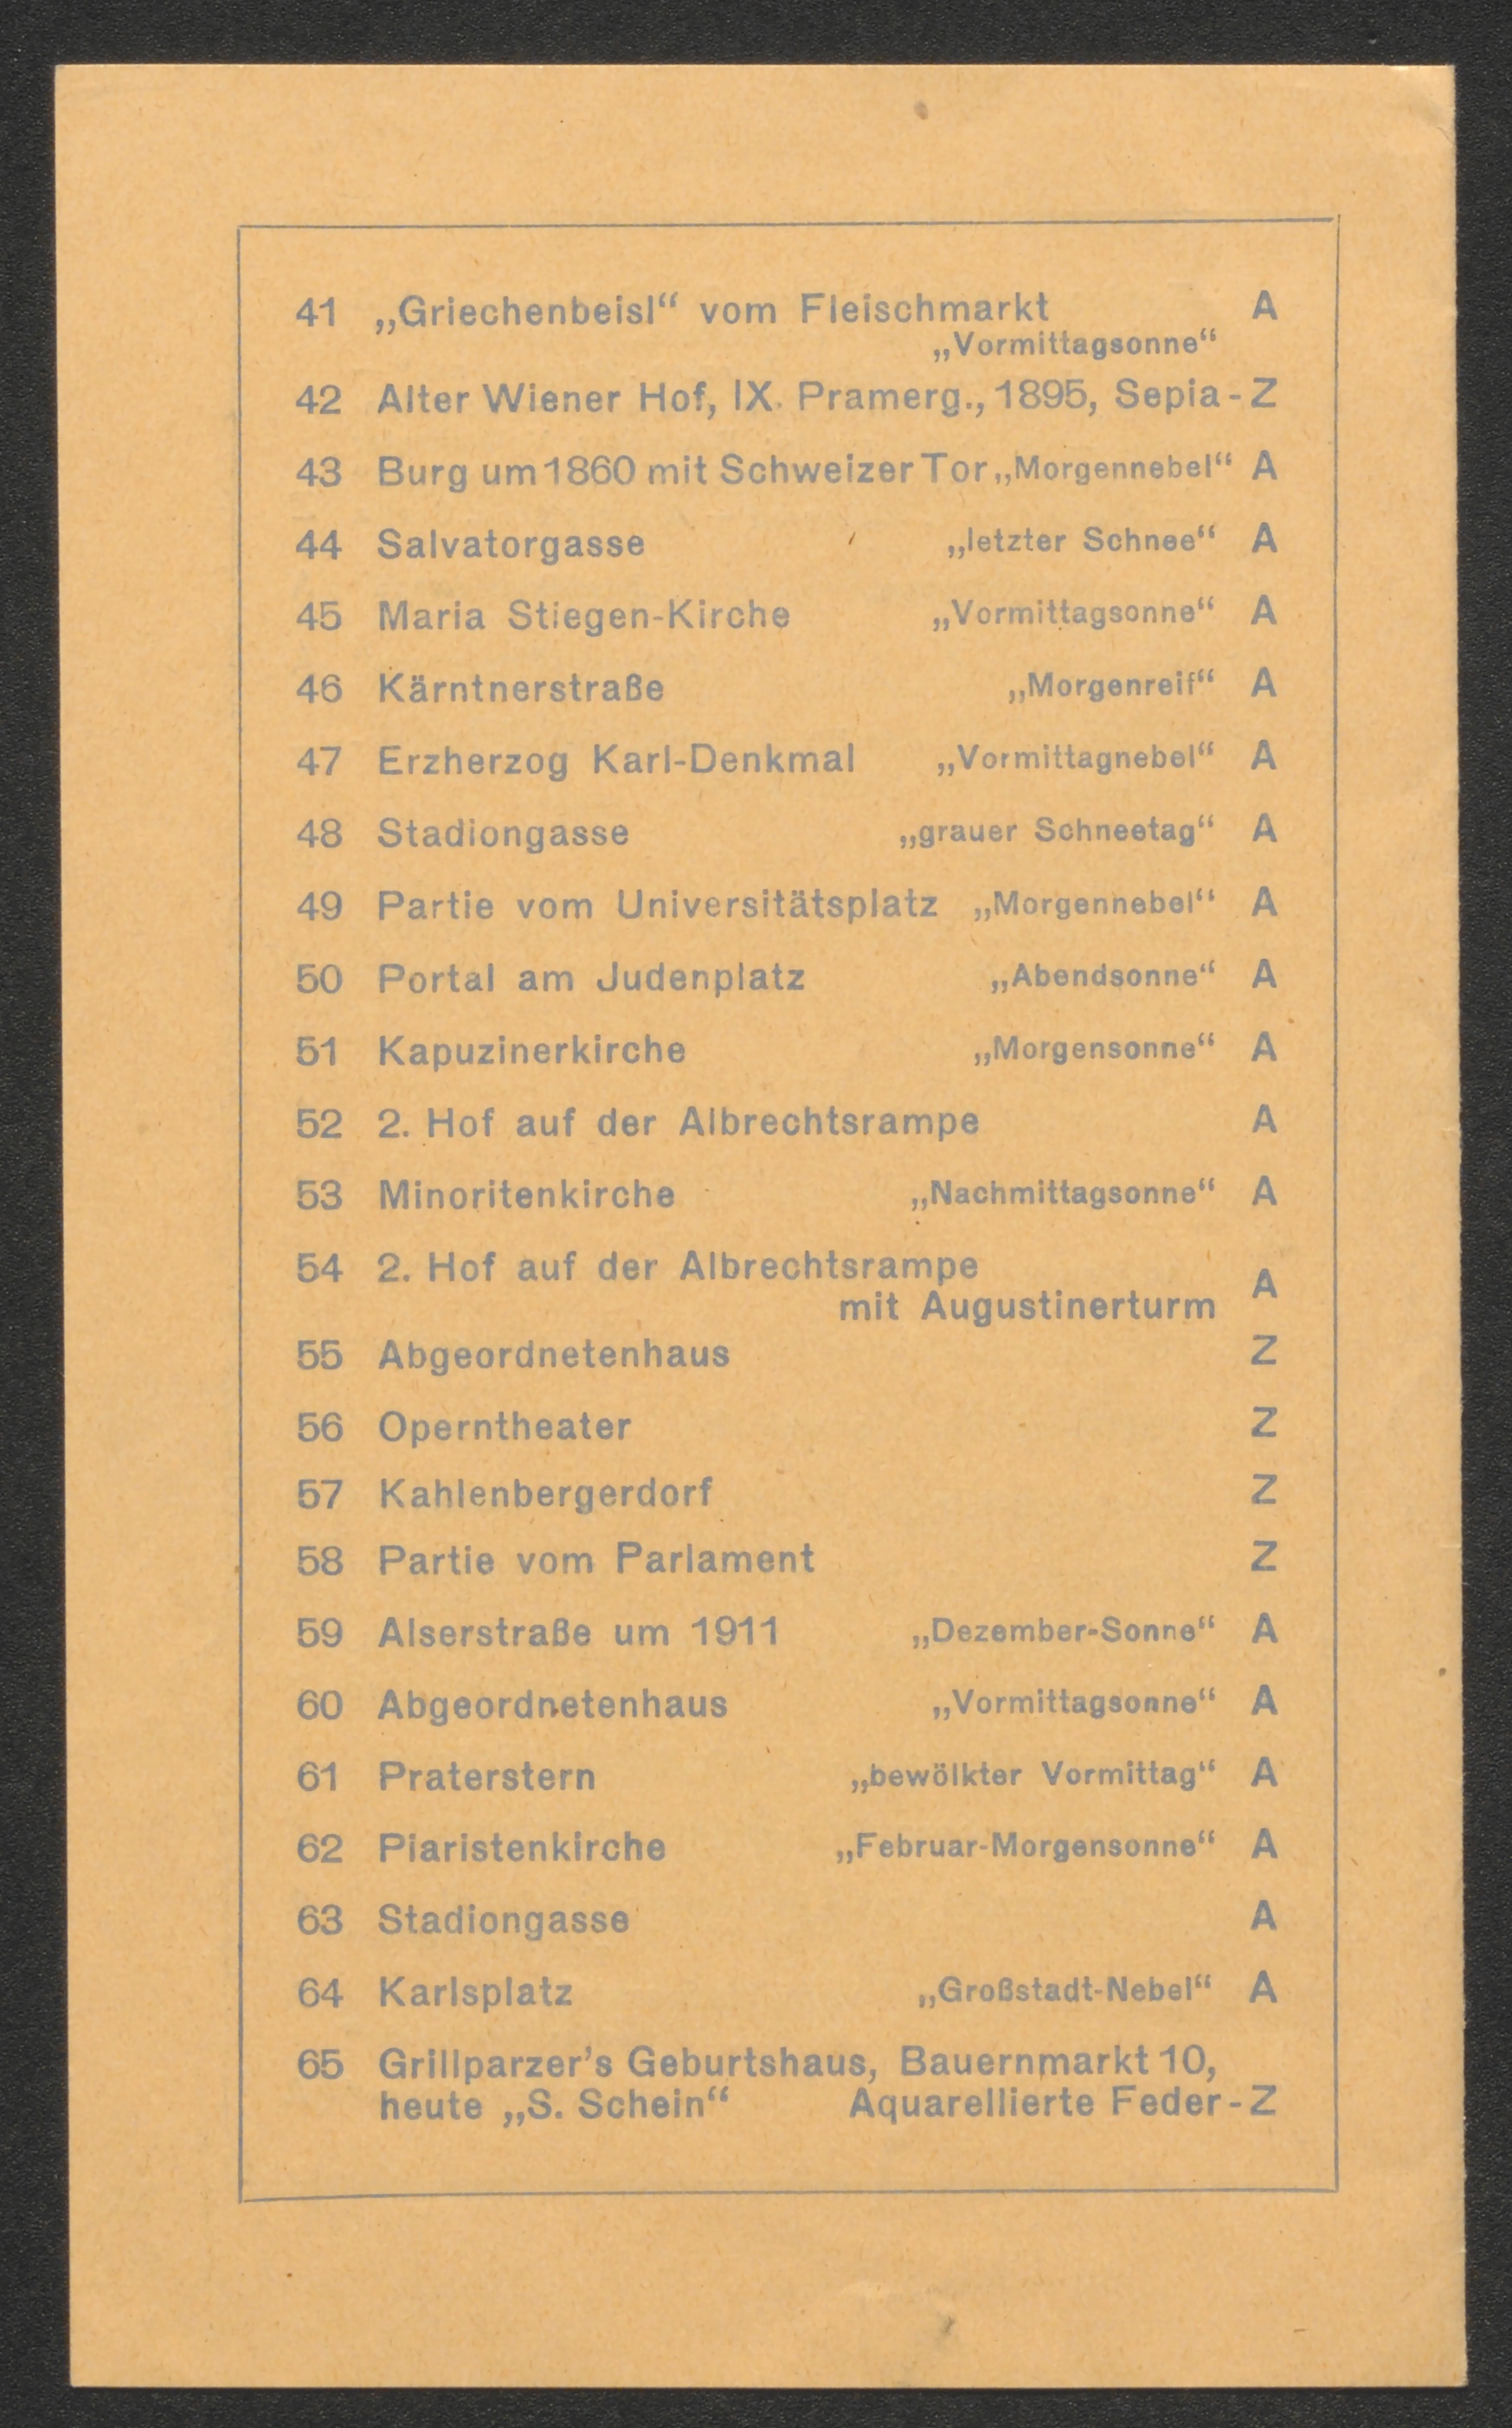 41 „Griechenbeisl“ vom Fleischmarkt A
„Vormittagsonne“
42 Alter Wiener Hof, IX. Pramerg., 1895, Sepia-Z
43 Burg um 1860 mit Schweizer Tor „Morgennebel“ A
44 Salvatorgasse „letzter Schnee“ A
45 Maria Stiegen-Kirche „Vormittagsonne“ A
46 Kärntnerstraße „Morgenreif“ A
47 Erzherzog Karl-Denkmal „Vormittagnebel“ A
48 Stadiongasse „grauer Schneetag“ A
49 Partie vom Universitätsplatz „Morgennebel“ A
50 Portal am Judenplatz „Abendsonne“ A
51 Kapuzinerkirche „Morgensonne“ A
52 2. Hof auf der Albrechtsrampe A
53 Minoritenkirche „Nachmittagsonne“ A
54 2. Hof auf der Albrechtsrampe
mit Augustinerturm A
55 Abgeordnetenhaus Z
56 Operntheater Z
57 Kahlenbergerdorf Z
58 Partie vom Parlament Z
59 Alserstraße um 1911 „Dezember-Sonne“ A
60 Abgeordnetenhaus „Vormittagsonne“ A
61 Praterstern „bewölkter Vormittag“ A
62 Piaristenkirche „Februar-Morgensonne“ A
63 Stadiongasse A
64 Karlsplatz „Großstadt-Nebel“ A
65 Grillparzer's Geburtshaus, Bauernmarkt 10,
heute „S. Schein“ Aquarellierte Feder-Z